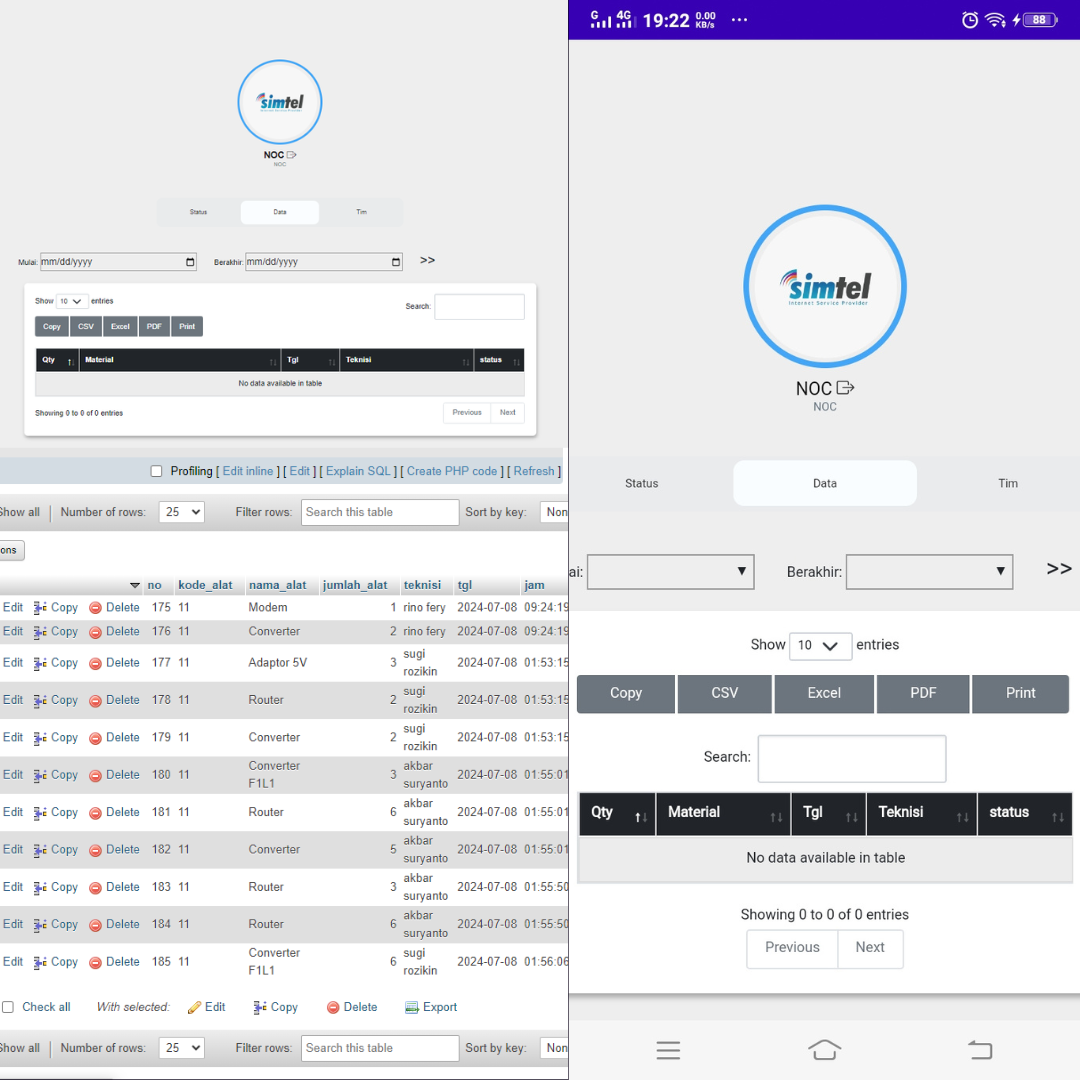 simtel
Internet Service Provider
NOC
NOC
Status Data Tim
Mulai: mm/dd/yyyy Berakhir: mm/dd/yyyy >>
Show 10 entries
Search:
Copy CSV Excel PDF Print
Qty Material Tgl Teknisi status
No data available in table
Showing 0 to 0 of 0 entries
Previous Next
Profiling [ Edit inline ] [ Edit ] [ Explain SQL ] [ Create PHP code ] [ Refresh ]
Show all | Number of rows: 25 Filter rows: Search this table Sort by key: Non
ons
no kode_alat nama_alat jumlah_alat teknisi tgl jam
Edit Copy Delete 175 11 Modem 1 rino fery 2024-07-08 09:24:19
Edit Copy Delete 176 11 Converter 2 rino fery 2024-07-08 09:24:19
Edit Copy Delete 177 11 Adaptor 5V 3 sugi rozikin 2024-07-08 01:53:15
Edit Copy Delete 178 11 Router 2 sugi rozikin 2024-07-08 01:53:15
Edit Copy Delete 179 11 Converter 2 sugi rozikin 2024-07-08 01:53:15
Edit Copy Delete 180 11 Converter F1L1 3 akbar suryanto 2024-07-08 01:55:01
Edit Copy Delete 181 11 Router 6 akbar suryanto 2024-07-08 01:55:01
Edit Copy Delete 182 11 Converter 5 akbar suryanto 2024-07-08 01:55:01
Edit Copy Delete 183 11 Router 3 akbar suryanto 2024-07-08 01:55:50
Edit Copy Delete 184 11 Router 6 akbar suryanto 2024-07-08 01:55:50
Edit Copy Delete 185 11 Converter F1L1 6 sugi rozikin 2024-07-08 01:56:06
Check all With selected: Edit Copy Delete Export
Show all | Number of rows: 25 Filter rows: Search this table Sort by key: Non
G 4G 19:22 0.00 KB/s ... 88
simtel
Internet Service Provider
NOC
NOC
Status Data Tim
ai: Berakhir: >>
Show 10 entries
Copy CSV Excel PDF Print
Search:
Qty Material Tgl Teknisi status
No data available in table
Showing 0 to 0 of 0 entries
Previous Next